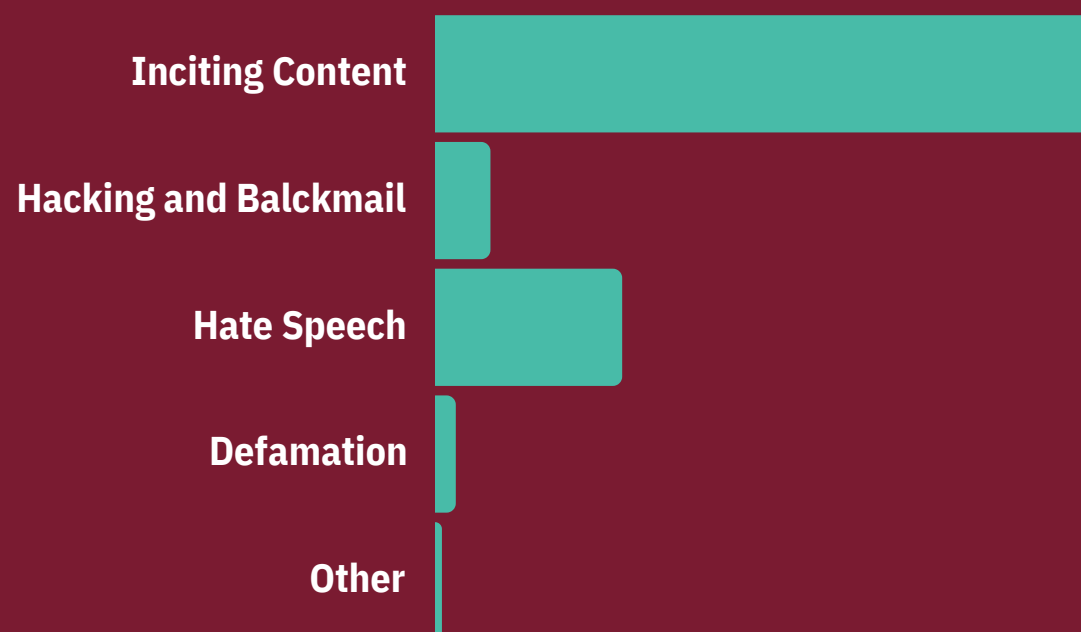 Inciting Content
Hacking and Balckmail
Hate Speech
Defamation
Other